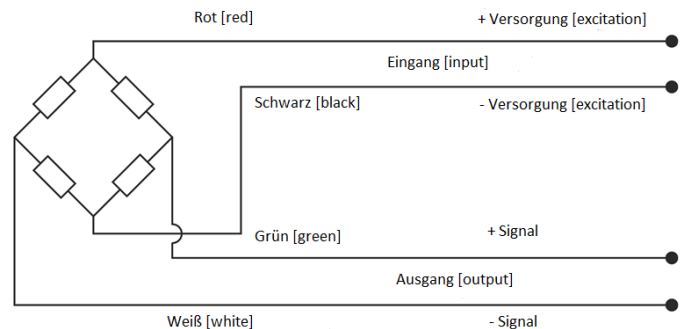 Rot [red]
+ Versorgung [excitation]
Eingang [input]
Schwarz [black]
- Versorgung [excitation]
Grün [green]
+ Signal
Ausgang [output]
Weiß [white]
- Signal